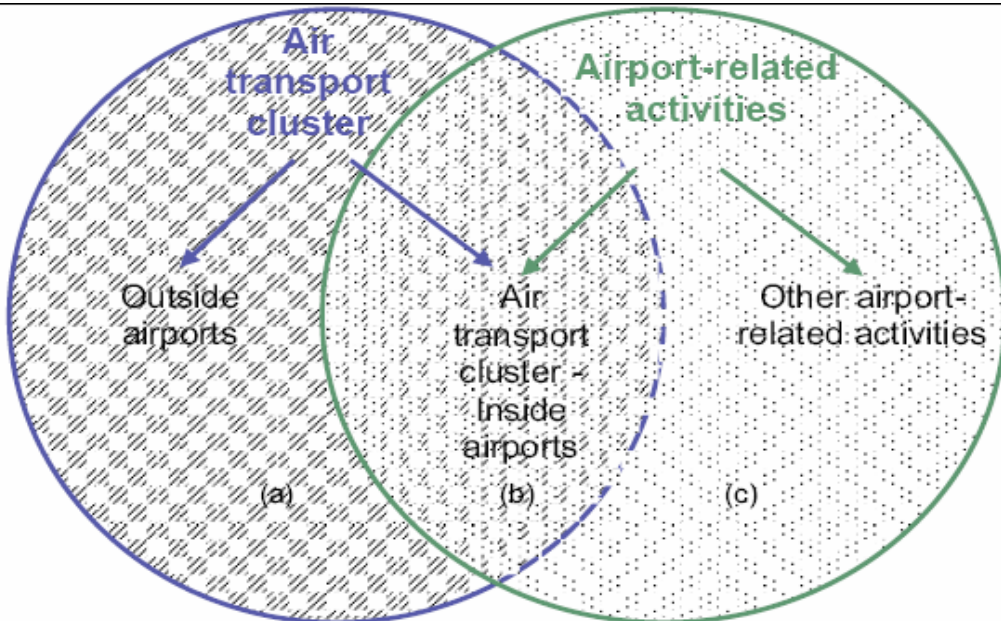 Air
transport
cluster
Airport-related
activities
Outside
airports
Air
transport
cluster -
Inside
airports
Other airport-
related activities
(a)
(b)
(c)